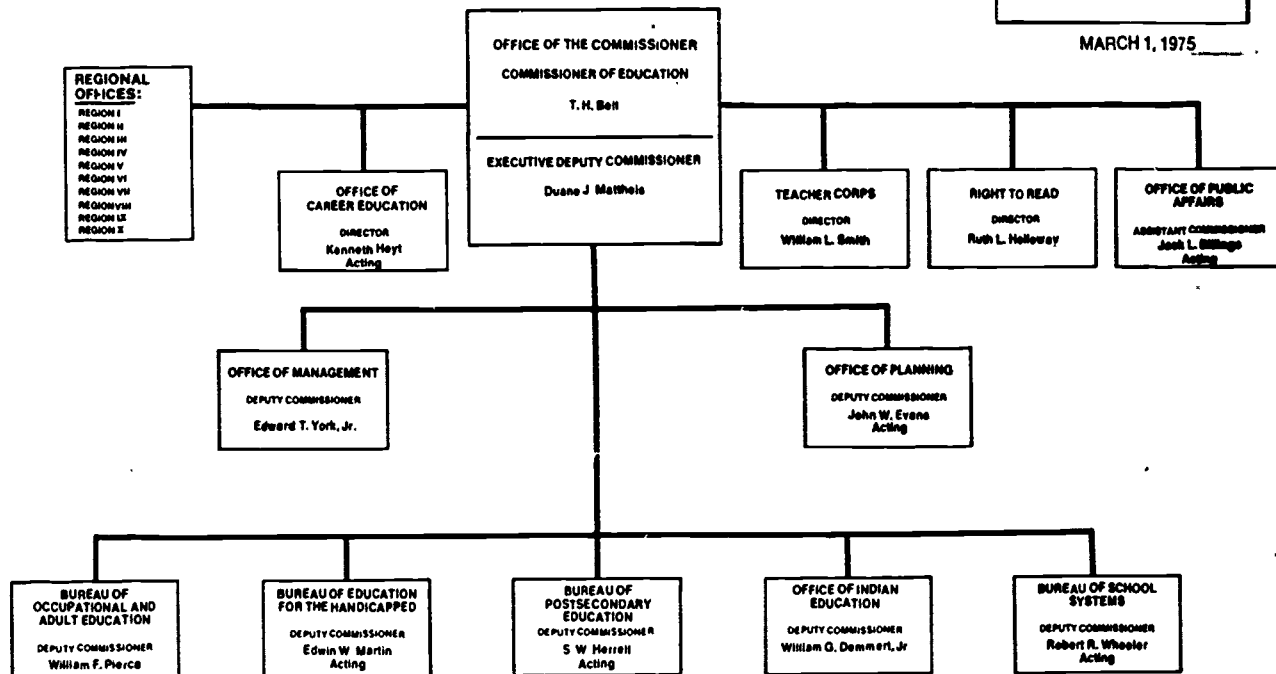 MARCH 1, 1975
OFFICE OF THE COMMISSIONER
COMMISSIONER OF EDUCATION
T. H. Bell
EXECUTIVE DEPUTY COMMISSIONER
Duane J Mattheis
REGIONAL
OFFICES:
REGION I
REGION II
REGION III
REGION IV
REGION V
REGION VI
REGION VII
REGION VIII
REGION IX
REGION X
OFFICE OF
CAREER EDUCATION
DIRECTOR
Kenneth Hoyt
Acting
TEACHER CORPS
DIRECTOR
William L. Smith
RIGHT TO READ
DIRECTOR
Ruth L. Holloway
OFFICE OF PUBLIC
AFFAIRS
ASSISTANT COMMISSIONER
Jack L. Billings
Acting
OFFICE OF MANAGEMENT
DEPUTY COMMISSIONER
Edward T. York, Jr.
OFFICE OF PLANNING
DEPUTY COMMISSIONER
John W. Evans
Acting
BUREAU OF
OCCUPATIONAL AND
ADULT EDUCATION
DEPUTY COMMISSIONER
William F. Pierce
BUREAU OF EDUCATION
FOR THE HANDICAPPED
DEPUTY COMMISSIONER
Edwin W Martin
Acting
BUREAU OF
POSTSECONDARY
EDUCATION
DEPUTY COMMISSIONER
S W Herrell
Acting
OFFICE OF INDIAN
EDUCATION
DEPUTY COMMISSIONER
William G. Demmert, Jr
BUREAU OF SCHOOL
SYSTEMS
DEPUTY COMMISSIONER
Robert R. Wheeler
Acting